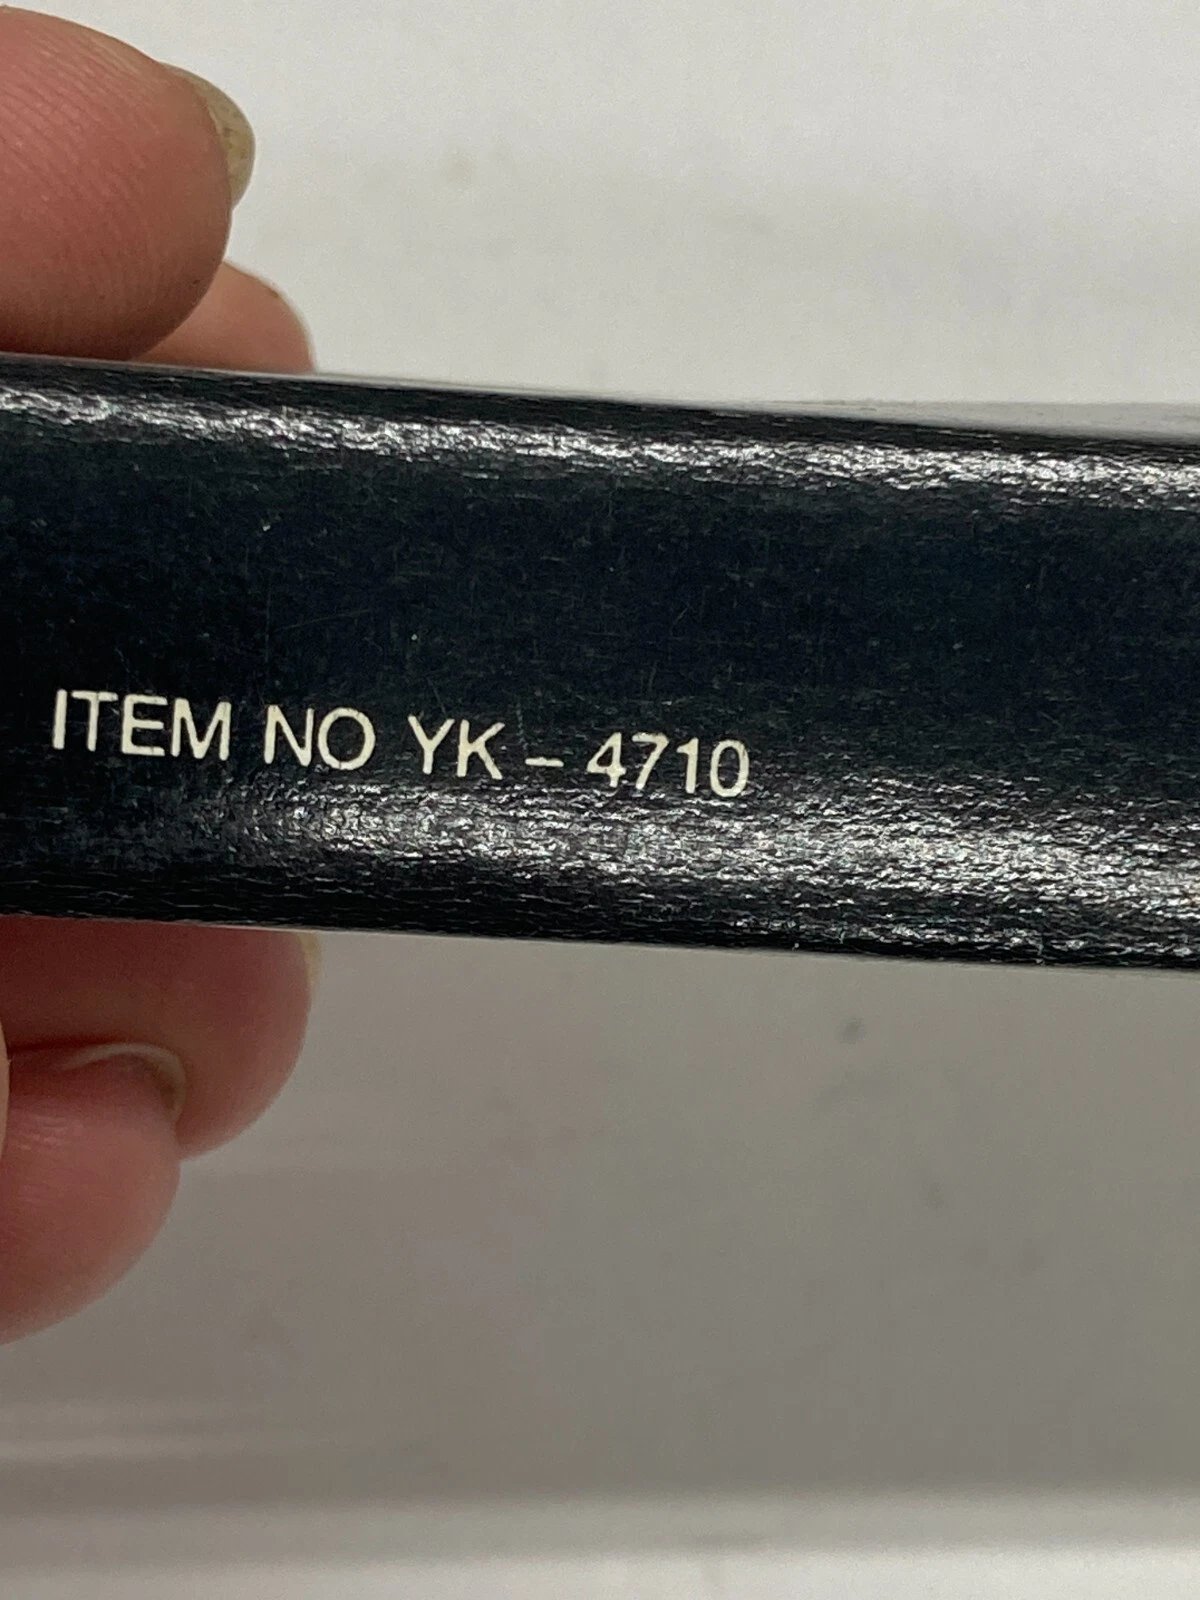 ITEM NO YK – 4710